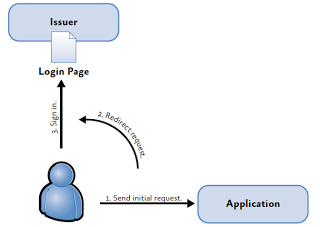 Issuer
Login Page
3. Sign in.
2. Redirect request.
1. Send initial request.
Application